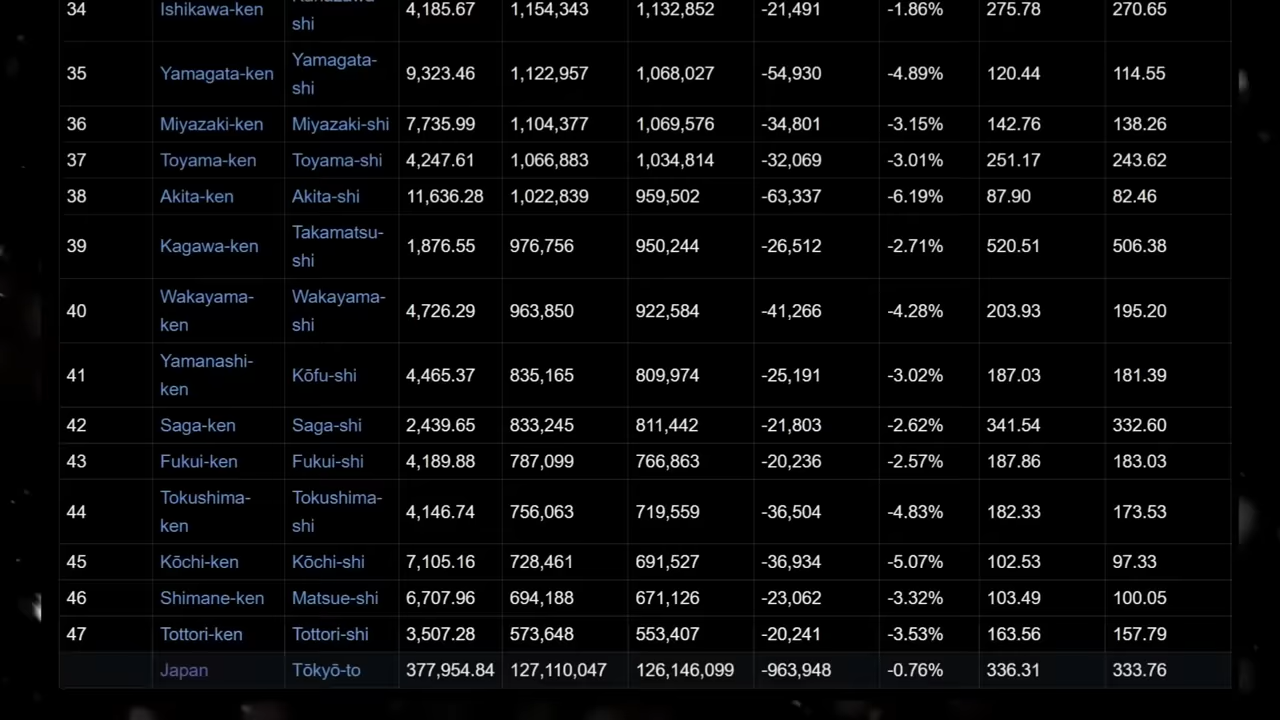 34 Ishikawa-ken 4,185.67 1,154,343 1,132,852 -21,491 -1.86% 275.78 270.65
shi
35 Yamagata-ken Yamagata-shi 9,323.46 1,122,957 1,068,027 -54,930 -4.89% 120.44 114.55
36 Miyazaki-ken Miyazaki-shi 7,735.99 1,104,377 1,069,576 -34,801 -3.15% 142.76 138.26
37 Toyama-ken Toyama-shi 4,247.61 1,066,883 1,034,814 -32,069 -3.01% 251.17 243.62
38 Akita-ken Akita-shi 11,636.28 1,022,839 959,502 -63,337 -6.19% 87.90 82.46
39 Kagawa-ken Takamatsu-shi 1,876.55 976,756 950,244 -26,512 -2.71% 520.51 506.38
40 Wakayama-ken Wakayama-shi 4,726.29 963,850 922,584 -41,266 -4.28% 203.93 195.20
41 Yamanashi-ken Kōfu-shi 4,465.37 835,165 809,974 -25,191 -3.02% 187.03 181.39
42 Saga-ken Saga-shi 2,439.65 833,245 811,442 -21,803 -2.62% 341.54 332.60
43 Fukui-ken Fukui-shi 4,189.88 787,099 766,863 -20,236 -2.57% 187.86 183.03
44 Tokushima-ken Tokushima-shi 4,146.74 756,063 719,559 -36,504 -4.83% 182.33 173.53
45 Kōchi-ken Kōchi-shi 7,105.16 728,461 691,527 -36,934 -5.07% 102.53 97.33
46 Shimane-ken Matsue-shi 6,707.96 694,188 671,126 -23,062 -3.32% 103.49 100.05
47 Tottori-ken Tottori-shi 3,507.28 573,648 553,407 -20,241 -3.53% 163.56 157.79
Japan Tōkyō-to 377,954.84 127,110,047 126,146,099 -963,948 -0.76% 336.31 333.76